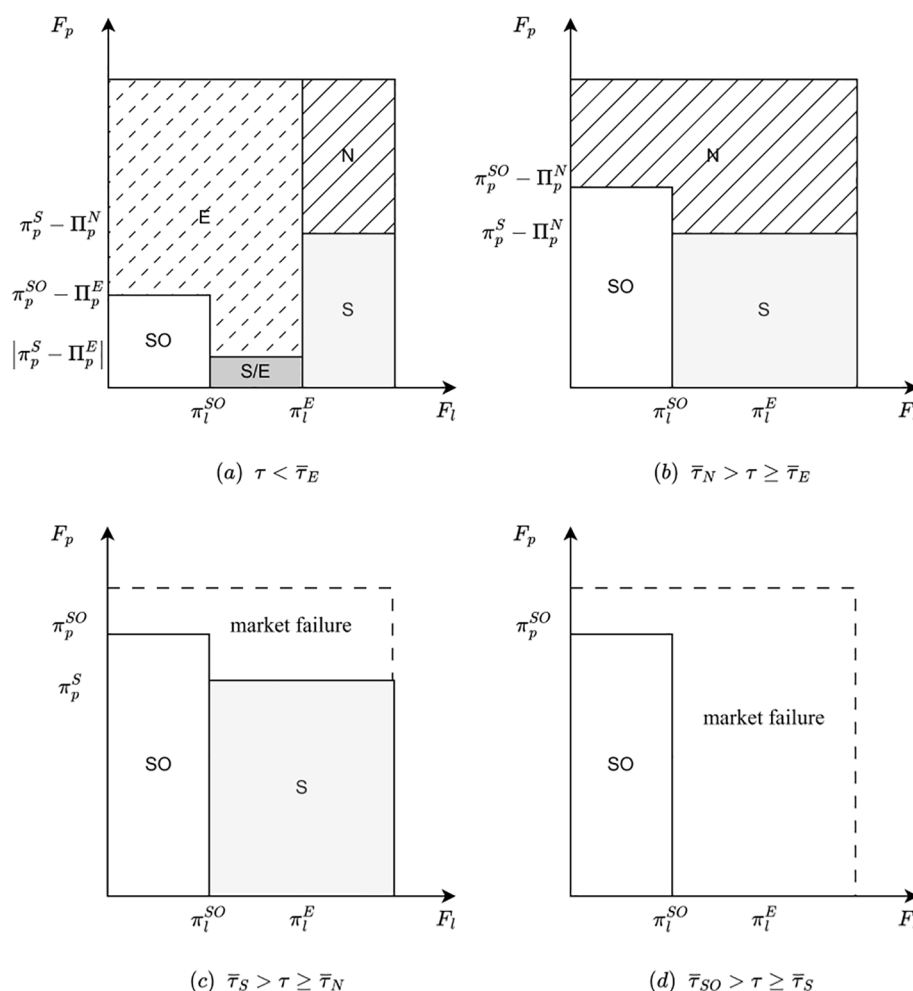 F_p
E
N
π_p^S − Π_p^N
S
π_p^{SO} − Π_p^E
SO
|π_p^S − Π_p^E|
S/E
π_l^{SO}
π_l^E
F_l
(a) τ < τ̅_E
F_p
N
π_p^{SO} − Π_p^N
π_p^S − Π_p^N
SO
S
π_l^{SO}
π_l^E
F_l
(b) τ̅_N > τ ≥ τ̅_E
F_p
market failure
π_p^{SO}
π_p^S
SO
S
π_l^{SO}
π_l^E
F_l
(c) τ̅_S > τ ≥ τ̅_N
F_p
π_p^{SO}
market failure
SO
π_l^{SO}
π_l^E
F_l
(d) τ̅_{SO} > τ ≥ τ̅_S